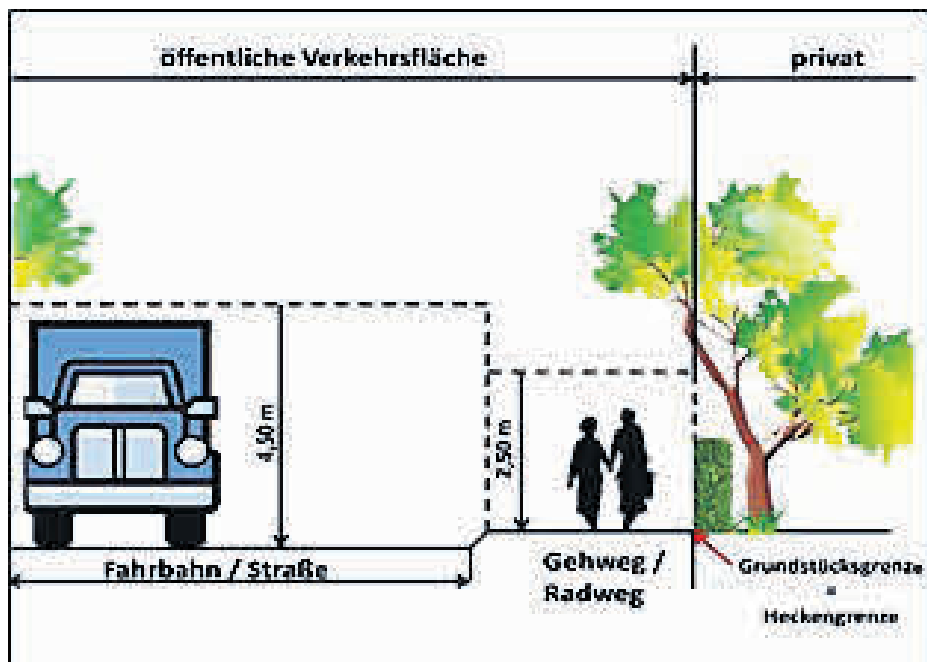 öffentliche Verkehrsfläche
privat
4,50 m
2,50 m
Fahrbahn / Straße
Gehweg /
Radweg
Grundstücksgrenze
=
Heckengrenze